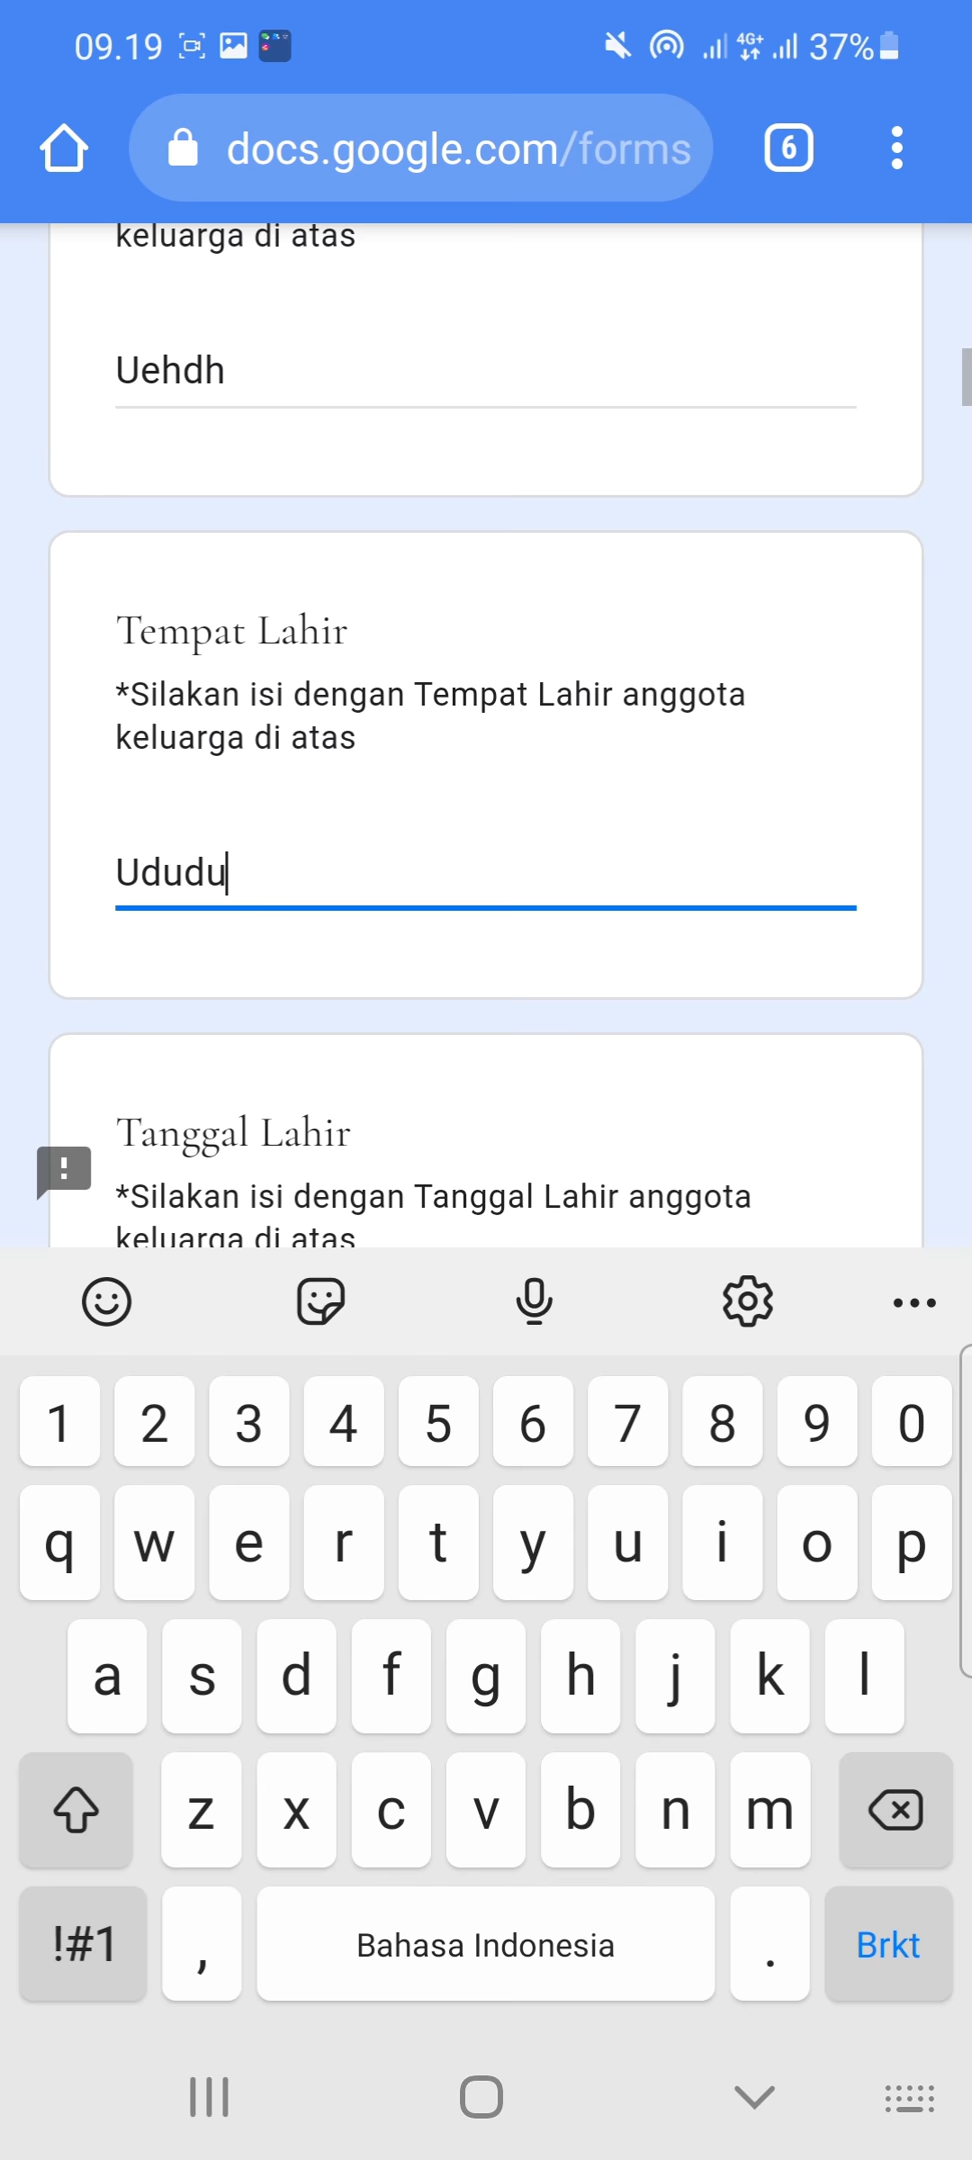 09.19
4G+
37%
docs.google.com/forms
6
keluarga di atas
Uehdh
Tempat Lahir
*Silakan isi dengan Tempat Lahir anggota
keluarga di atas
Ududu
Tanggal Lahir
!
*Silakan isi dengan Tanggal Lahir anggota
keluarga di atas
1 2 3 4 5 6 7 8 9 0
q w e r t y u i o p
a s d f g h j k l
z x c v b n m
!#1 , Bahasa Indonesia . Brkt